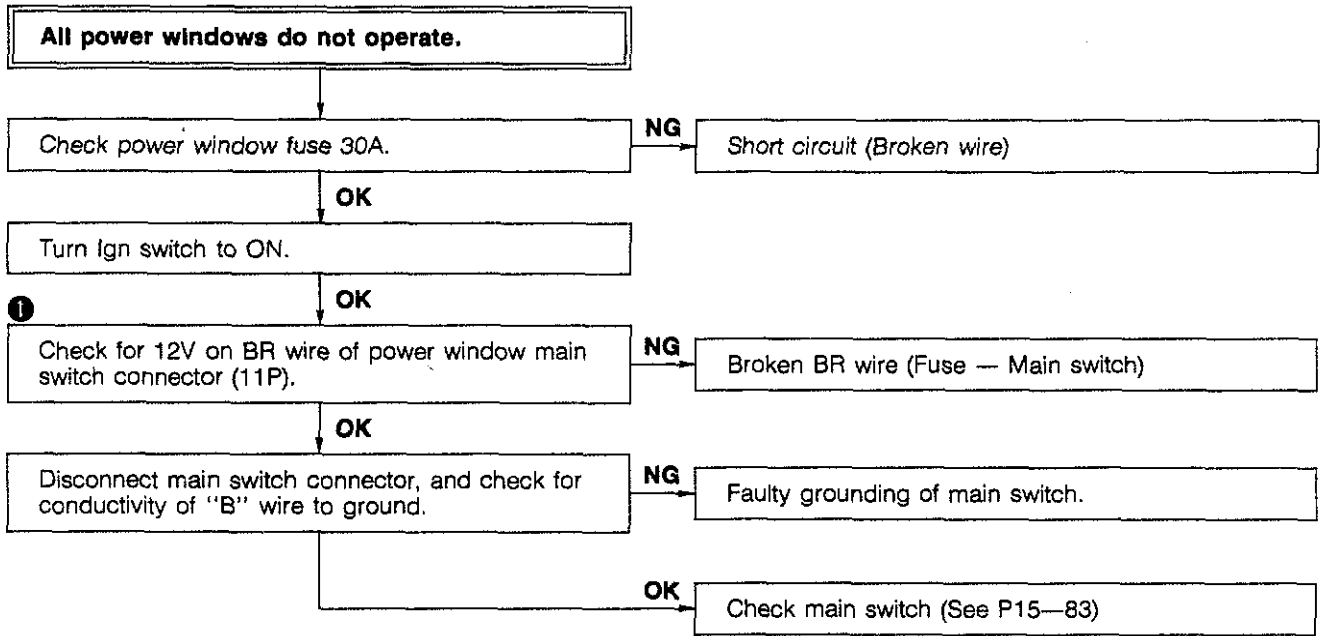 All power windows do not operate.
Check power window fuse 30A.
NG
Short circuit (Broken wire)
OK
Turn Ign switch to ON.
OK
❶
Check for 12V on BR wire of power window main
switch connector (11P).
NG
Broken BR wire (Fuse — Main switch)
OK
Disconnect main switch connector, and check for
conductivity of "B" wire to ground.
NG
Faulty grounding of main switch.
OK
Check main switch (See P15—83)